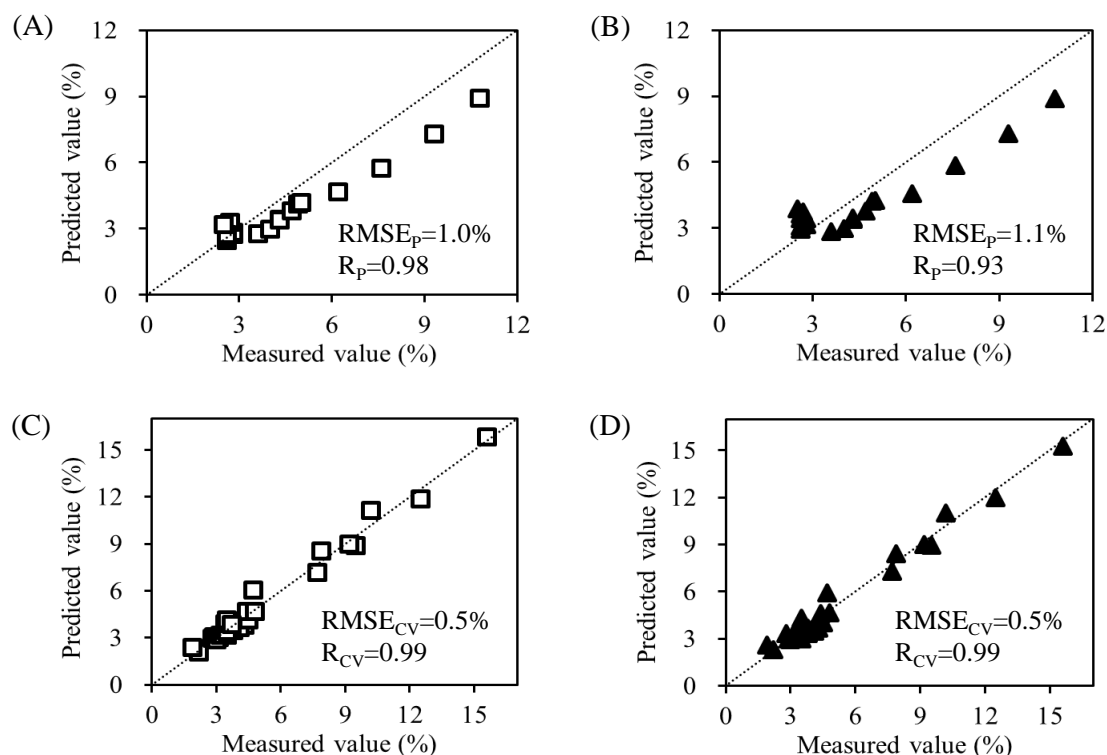 (A)
12
9
6
3
0
Predicted value (%)
RMSEP=1.0%
RP=0.98
0 3 6 9 12
Measured value (%)
(B)
12
9
6
3
0
Predicted value (%)
RMSEP=1.1%
RP=0.93
0 3 6 9 12
Measured value (%)
(C)
15
12
9
6
3
0
Predicted value (%)
RMSECV=0.5%
RCV=0.99
0 3 6 9 12 15
Measured value (%)
(D)
15
12
9
6
3
0
Predicted value (%)
RMSECV=0.5%
RCV=0.99
0 3 6 9 12 15
Measured value (%)